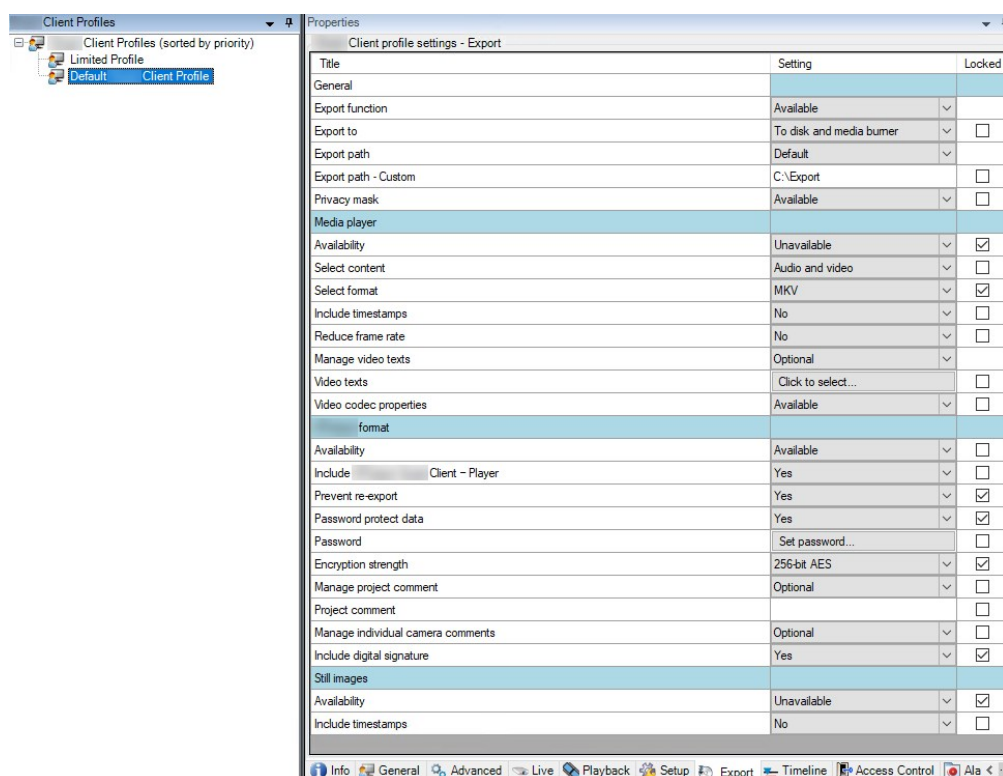 Client Profiles
Client Profiles (sorted by priority)
Limited Profile
Default Client Profile
Properties
Client profile settings - Export
Title Setting Locked
General
Export function Available
Export to To disk and media burner
Export path Default
Export path - Custom C:\Export
Privacy mask Available
Media player
Availability Unavailable
Select content Audio and video
Select format MKV
Include timestamps No
Reduce frame rate No
Manage video texts Optional
Video texts Click to select...
Video codec properties Available
format
Availability Available
Include Client – Player Yes
Prevent re-export Yes
Password protect data Yes
Password Set password...
Encryption strength 256-bit AES
Manage project comment Optional
Project comment
Manage individual camera comments Optional
Include digital signature Yes
Still images
Availability Unavailable
Include timestamps No
Info General Advanced Live Playback Setup Export Timeline Access Control Ala